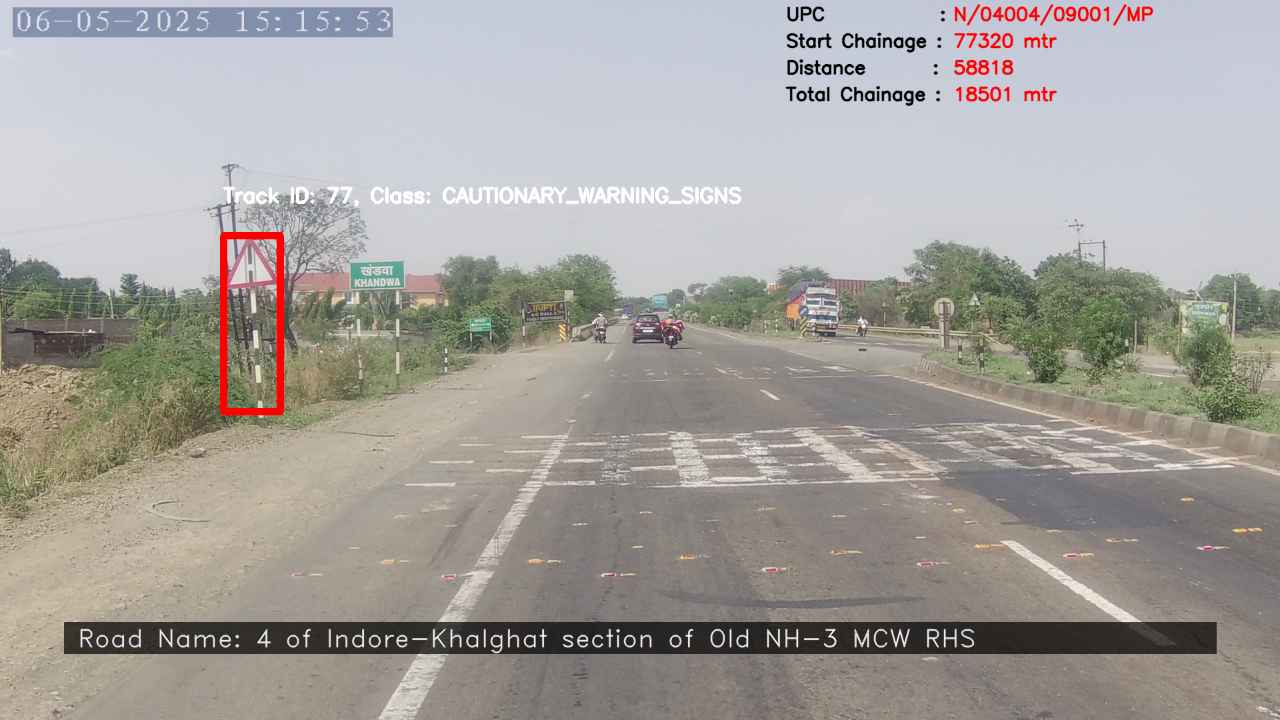 06-05-2025 15:15:53
UPC : N/04004/09001/MP
Start Chainage : 77320 mtr
Distance : 58818
Total Chainage : 18501 mtr
Track ID: 77, Class: CAUTIONARY_WARNING_SIGNS
खंडवा
KHANDWA
Road Name: 4 of Indore-Khalghat section of Old NH-3 MCW RHS